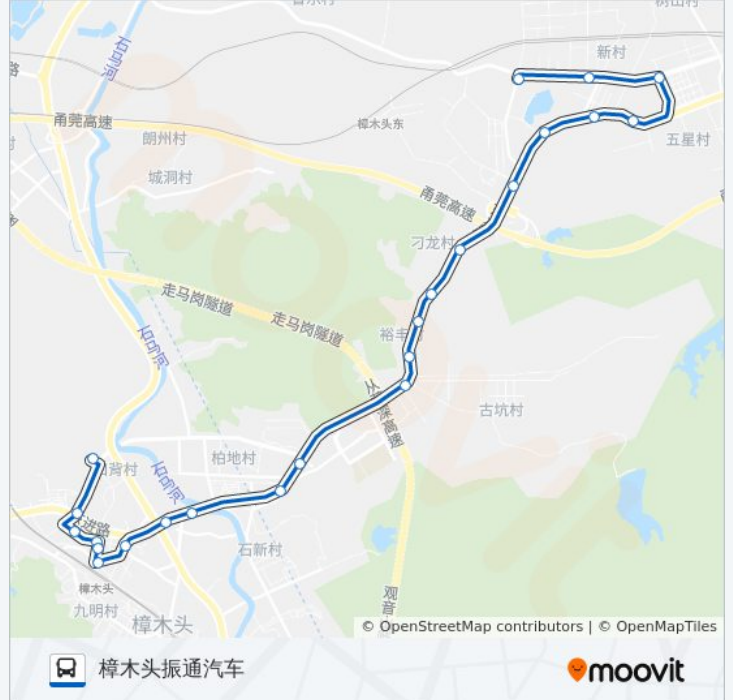 石马河
新村
甬莞高速
樟木头东
朗州村
五星村
城洞村
甬莞高速
刁龙村
走马岗隧道
走马岗隧道
石马河
裕丰
从
深高速
古坑村
柏地村
背村
石马河
进路
石新村
樟木头
九明村
观音
樟木头
© OpenStreetMap contributors | © OpenMapTiles
樟木头振通汽车
moovit